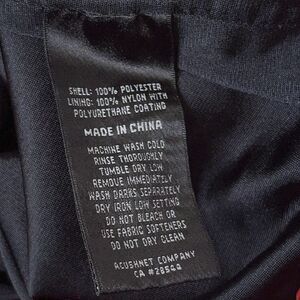 SHELL: 100% POLYESTER
LINING: 100% NYLON WITH
POLYURETHANE COATING
MADE IN CHINA
MACHINE WASH COLD
RINSE THOROUGHLY
TUMBLE DRY LOW
REMOVE IMMEDIATELY
WASH DARKS SEPARATELY
DRY IRON, LOW SETTING
DO NOT BLEACH OR
USE FABRIC SOFTENERS
DO NOT DRY CLEAN
ACUSHNET COMPANY
CA #28569